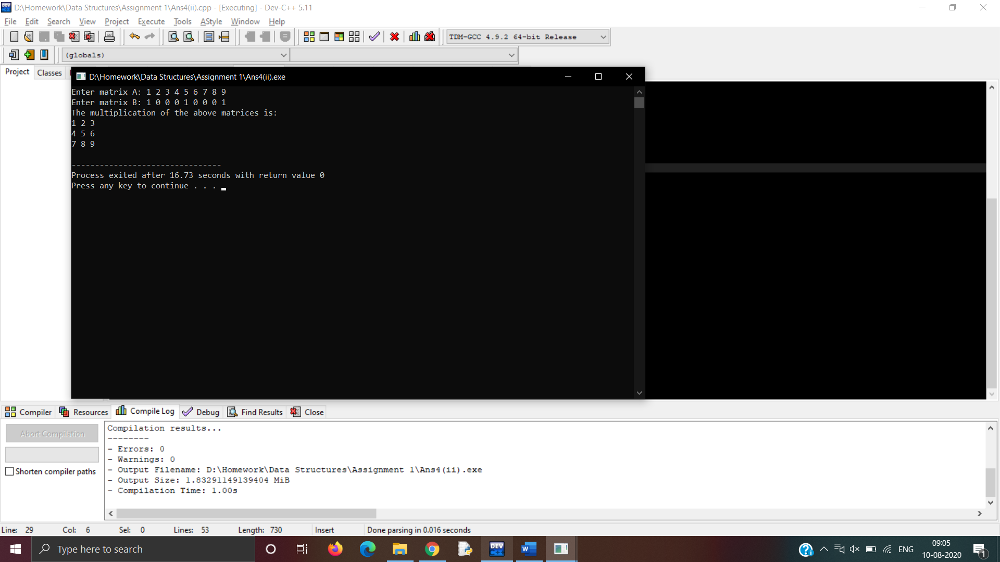 D:\Homework\Data Structures\Assignment 1\Ans4(ii).cpp - [Executing] - Dev-C++ 5.11
File Edit Search View Project Execute Tools AStyle Window Help
TDM-GCC 4.9.2 64-bit Release
(globals)
Project Classes
D:\Homework\Data Structures\Assignment 1\Ans4(ii).exe
Enter matrix A: 1 2 3 4 5 6 7 8 9
Enter matrix B: 1 0 0 0 1 0 0 0 1
The multiplication of the above matrices is:
1 2 3
4 5 6
7 8 9
--------------------------------
Process exited after 16.73 seconds with return value 0
Press any key to continue . . .
Compiler Resources Compile Log Debug Find Results Close
Abort Compilation
Shorten compiler paths
Compilation results...
--------
- Errors: 0
- Warnings: 0
- Output Filename: D:\Homework\Data Structures\Assignment 1\Ans4(ii).exe
- Output Size: 1.83291149139404 MiB
- Compilation Time: 1.00s
Line: 29 Col: 6 Sel: 0 Lines: 53 Length: 730 Insert Done parsing in 0.016 seconds
Type here to search
DEV C++
W
ENG
09:05
10-08-2020
1